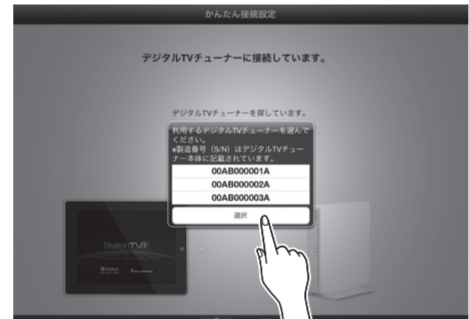 かんたん接続設定
デジタルTVチューナーに接続しています。
デジタルTVチューナーを探しています。
利用するデジタルTVチューナーを選んで
ください。
※製造番号（S/N）はデジタルTVチュー
ナー本体に記載されています。
00AB000001A
00AB000002A
00AB000003A
選択
StationTV